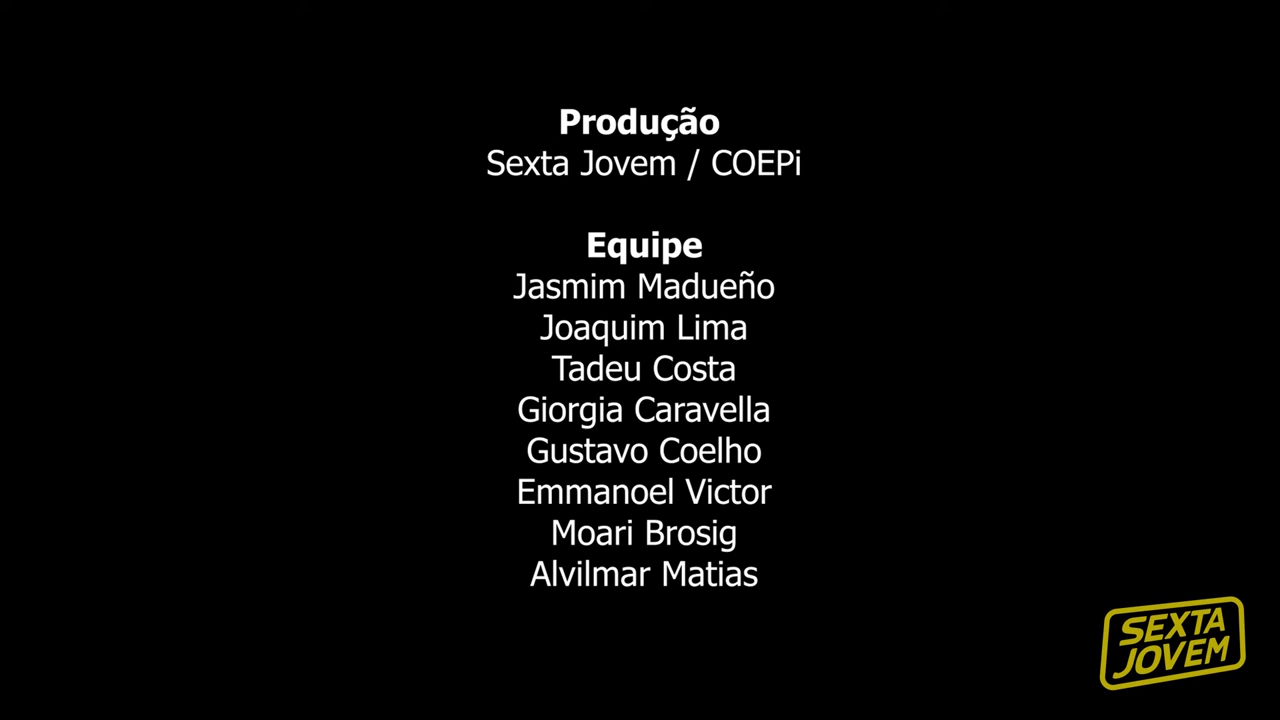 Produção
Sexta Jovem / COEPi
Equipe
Jasmim Madueño
Joaquim Lima
Tadeu Costa
Giorgia Caravella
Gustavo Coelho
Emmanoel Victor
Moari Brosig
Alvilmar Matias
SEXTA
JOVEM